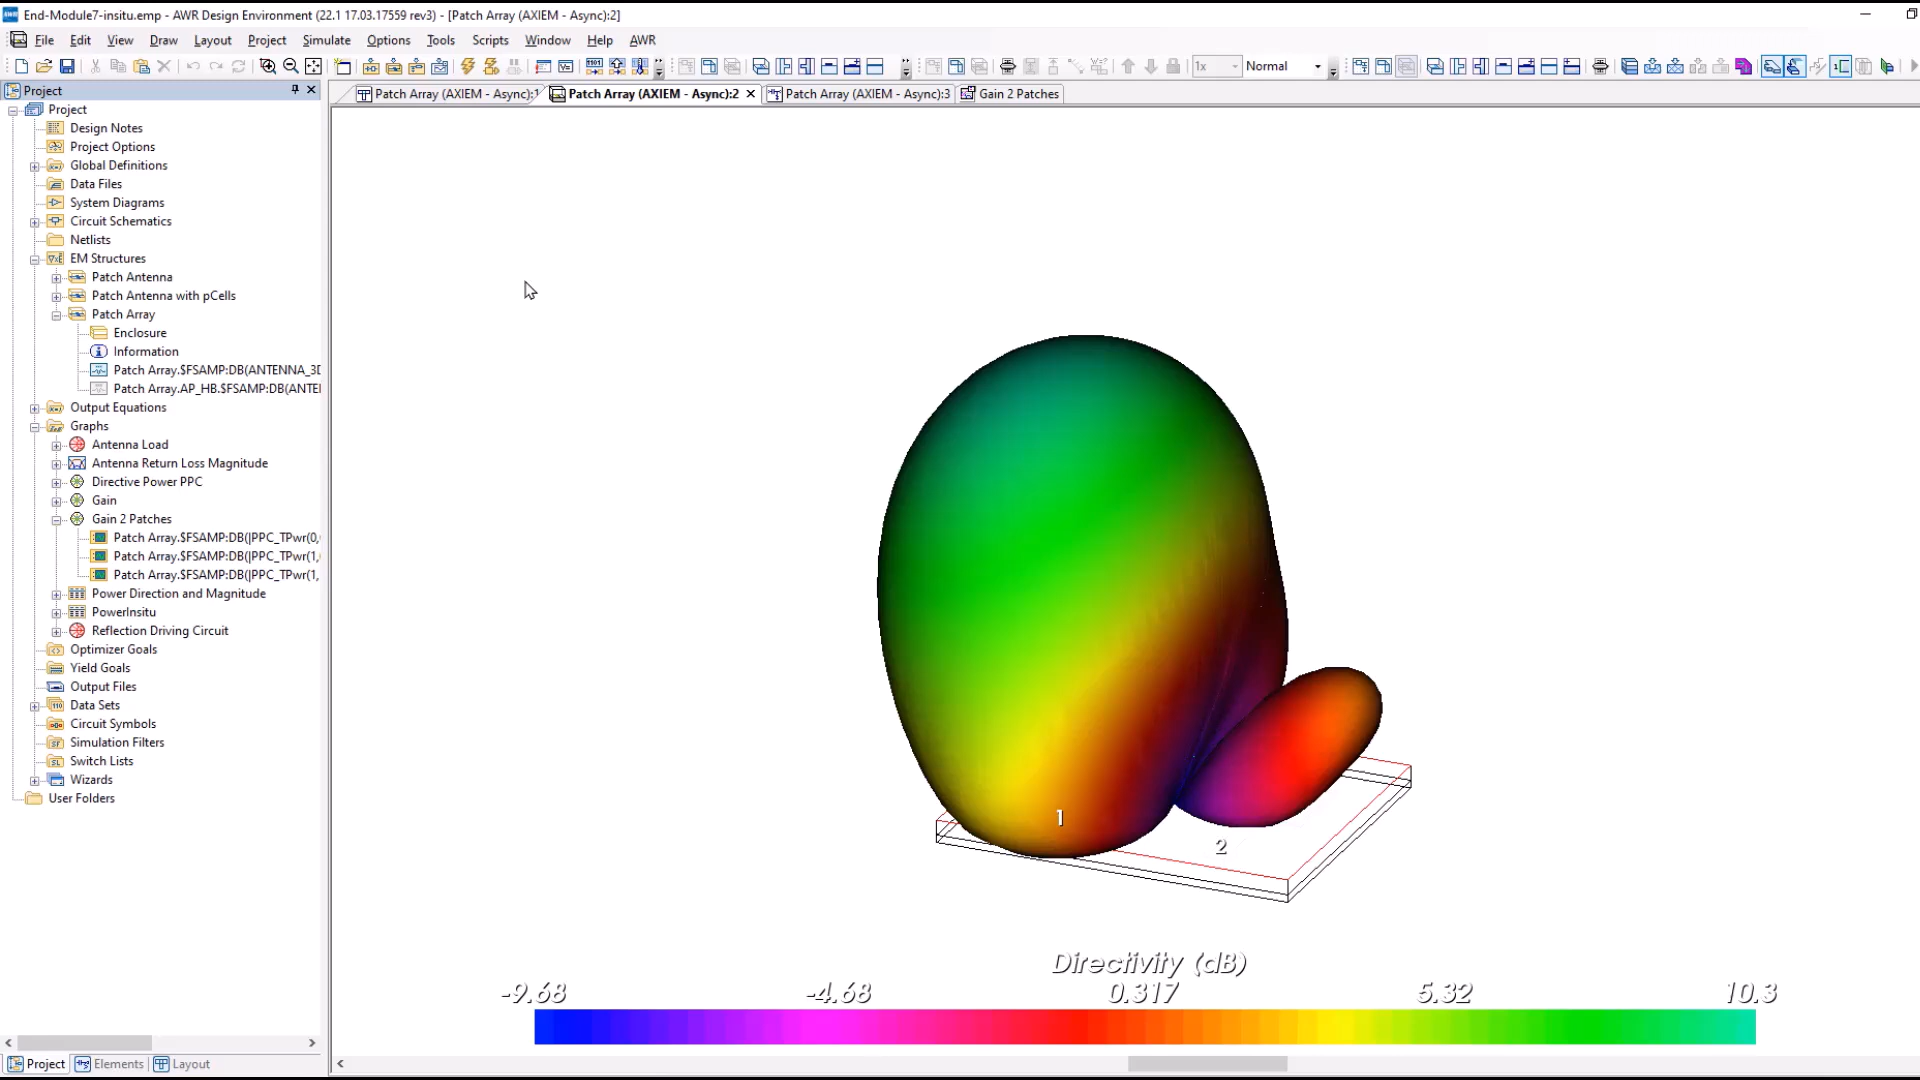 End-Module7-insitu.emp - AWR Design Environment (22.1 17.03.17559 rev3) - [Patch Array (AXIEM - Async):2]
File Edit View Draw Layout Project Simulate Options Tools Scripts Window Help AWR
1x Normal
Project
Patch Array (AXIEM - Async):1 Patch Array (AXIEM - Async):2 Patch Array (AXIEM - Async):3 Gain 2 Patches
Project
Design Notes
Project Options
Global Definitions
Data Files
System Diagrams
Circuit Schematics
Netlists
EM Structures
Patch Antenna
Patch Antenna with pCells
Patch Array
Enclosure
Information
Patch Array.$FSAMP:DB(ANTENNA_3D
Patch Array.AP_HB.$FSAMP:DB(ANTE
Output Equations
Graphs
Antenna Load
Antenna Return Loss Magnitude
Directive Power PPC
Gain
Gain 2 Patches
Patch Array.$FSAMP:DB(|PPC_TPwr(0,
Patch Array.$FSAMP:DB(|PPC_TPwr(1,
Patch Array.$FSAMP:DB(|PPC_TPwr(1,
Power Direction and Magnitude
PowerInsitu
Reflection Driving Circuit
Optimizer Goals
Yield Goals
Output Files
Data Sets
Circuit Symbols
Simulation Filters
Switch Lists
Wizards
User Folders
1
2
Directivity (dB)
-9.68 -4.68 0.317 5.32 10.3
Project Elements Layout